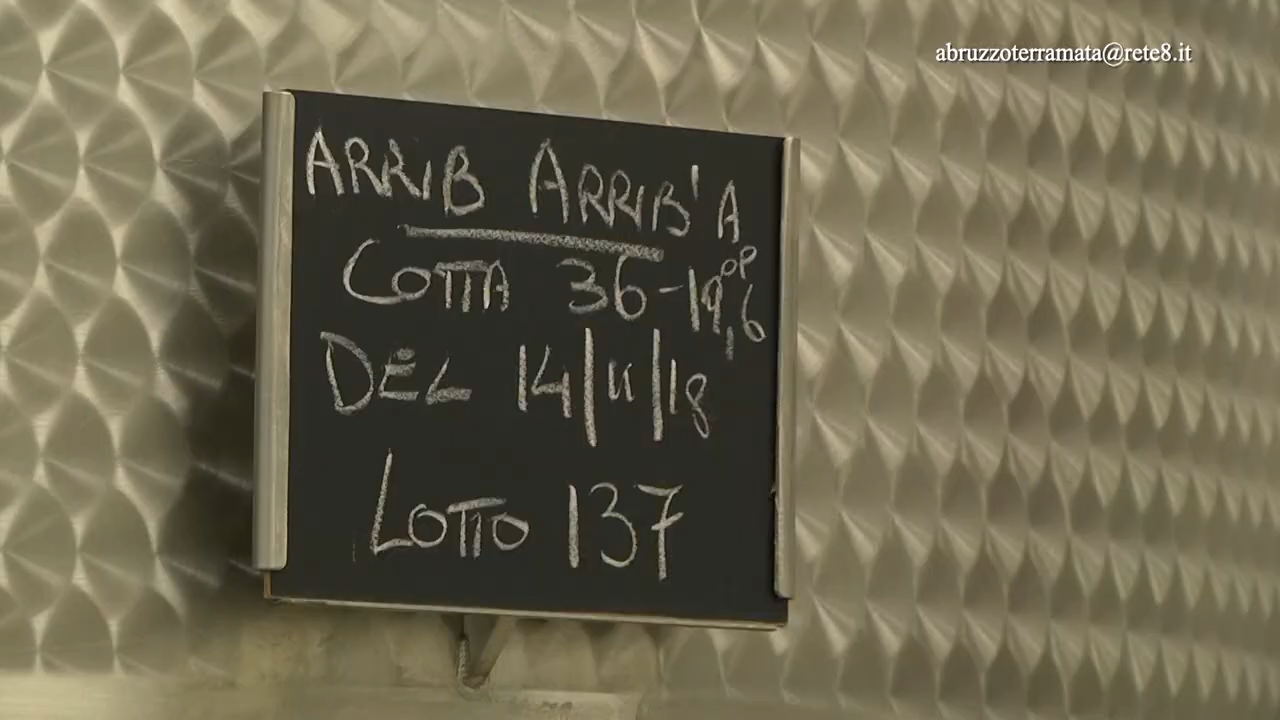 abruzzoterramata@rete8.it
ARRIB ARRIB'A
COTTA 36-19,6 °P
DEL 14/11/18
LOTTO 137